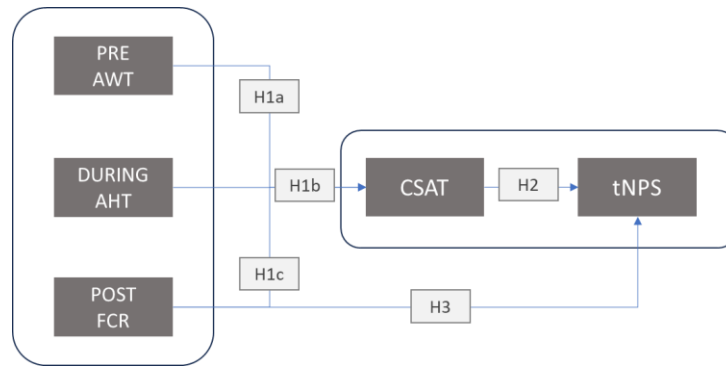 PRE
AWT
H1a
DURING
AHT
H1b
CSAT
H2
tNPS
H1c
POST
FCR
H3